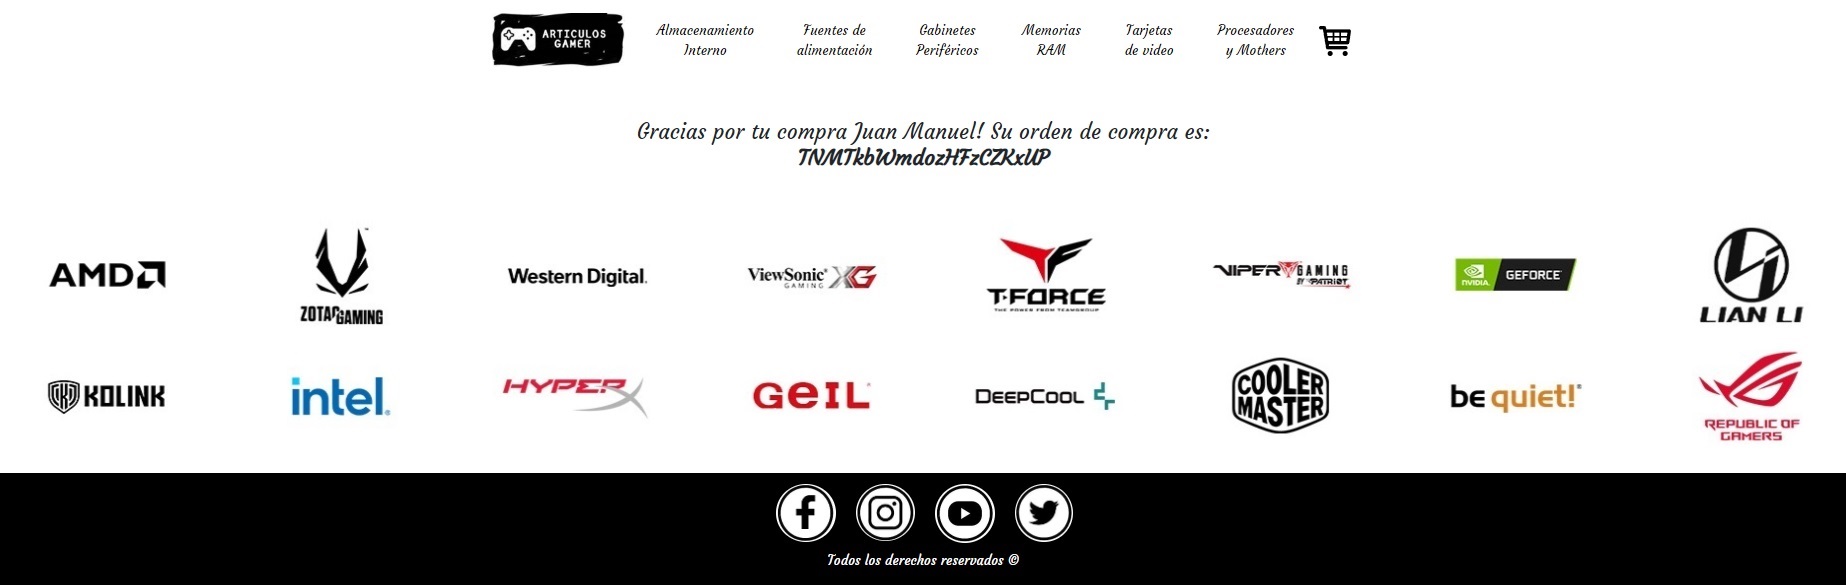 ARTICULOS
GAMER
Almacenamiento
Interno
Fuentes de
alimentación
Gabinetes
Periféricos
Memorias
RAM
Tarjetas
de video
Procesadores
y Mothers
Gracias por tu compra Juan Manuel! Su orden de compra es:
TNMTkbWmdozHFzCZKxUP
AMD
ZOTAC GAMING
Western Digital.
ViewSonic XG
GAMING
T-FORCE
THE POWER FROM TEAMGROUP
VIPER GAMING
BY PATRIOT
NVIDIA. GEFORCE
LIAN LI
KOLINK
intel.
HYPERX
GEIL
DEEPCOOL
COOLER
MASTER
be quiet!
REPUBLIC OF
GAMERS
Todos los derechos reservados ©